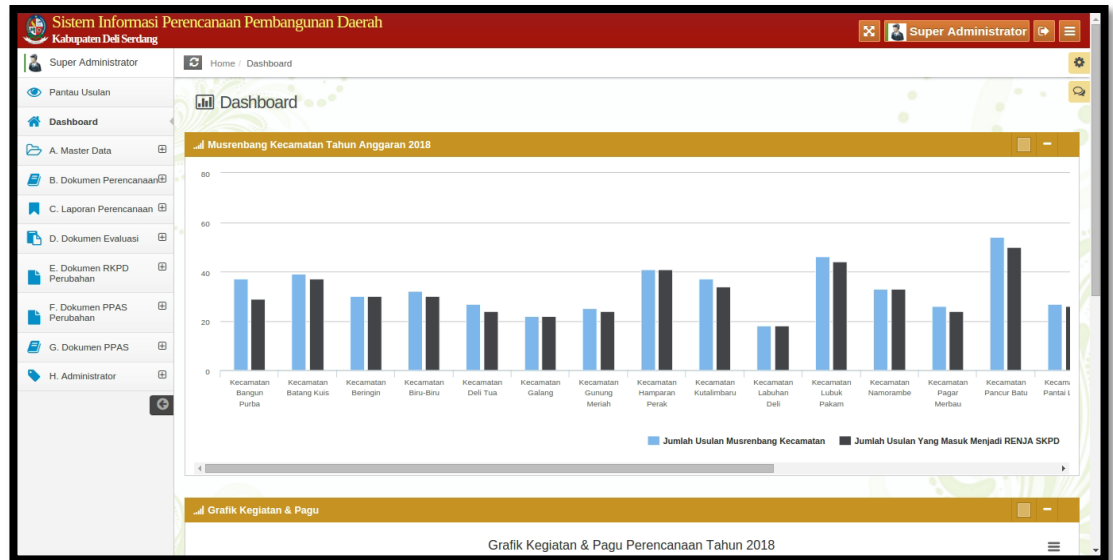 Sistem Informasi Perencanaan Pembangunan Daerah
Kabupaten Deli Serdang
Super Administrator
Super Administrator
Home / Dashboard
Pantau Usulan
Dashboard
A. Master Data
B. Dokumen Perencanaan
C. Laporan Perencanaan
D. Dokumen Evaluasi
E. Dokumen RKPD
Perubahan
F. Dokumen PPAS
Perubahan
G. Dokumen PPAS
H. Administrator
Dashboard
Musrenbang Kecamatan Tahun Anggaran 2018
80
60
40
20
0
Kecamatan
Bangun
Purba
Kecamatan
Batang Kuis
Kecamatan
Beringin
Kecamatan
Biru-Biru
Kecamatan
Deli Tua
Kecamatan
Galang
Kecamatan
Gunung
Meriah
Kecamatan
Hamparan
Perak
Kecamatan
Kutalimbaru
Kecamatan
Labuhan
Deli
Kecamatan
Lubuk
Pakam
Kecamatan
Namorambe
Kecamatan
Pagar
Merbau
Kecamatan
Pancur Batu
Pantai
Jumlah Usulan Musrenbang Kecamatan
Jumlah Usulan Yang Masuk Menjadi RENJA SKPD
Grafik Kegiatan & Pagu
Grafik Kegiatan & Pagu Perencanaan Tahun 2018